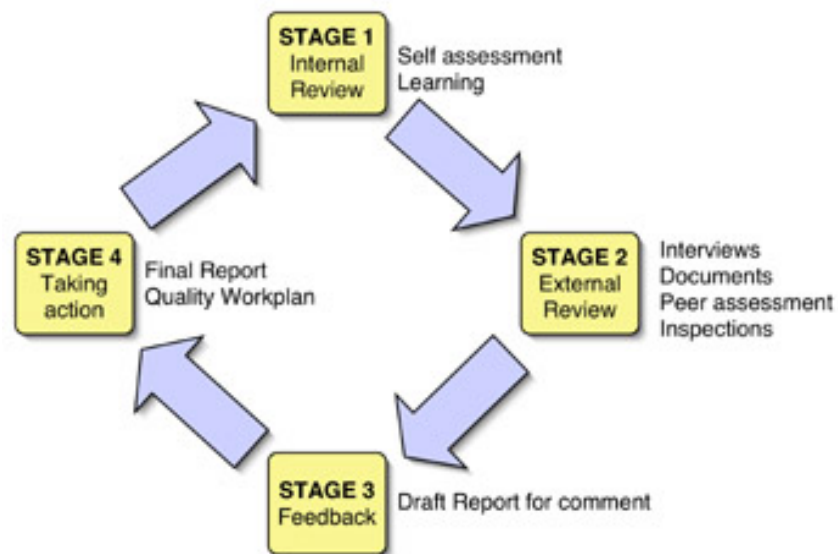 STAGE 1
Internal
Review
Self assessment
Learning
STAGE 2
External
Review
Interviews
Documents
Peer assessment
Inspections
STAGE 3
Feedback
Draft Report for comment
STAGE 4
Taking
action
Final Report
Quality Workplan